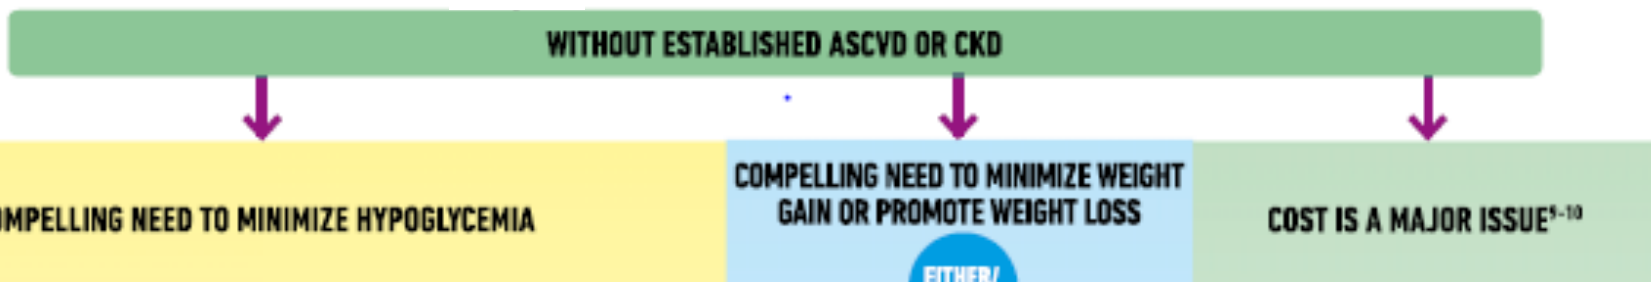 WITHOUT ESTABLISHED ASCVD OR CKD
OMPELLING NEED TO MINIMIZE HYPOGLYCEMIA
COMPELLING NEED TO MINIMIZE WEIGHT
GAIN OR PROMOTE WEIGHT LOSS
EITHER/
COST IS A MAJOR ISSUE⁹⁻¹⁰